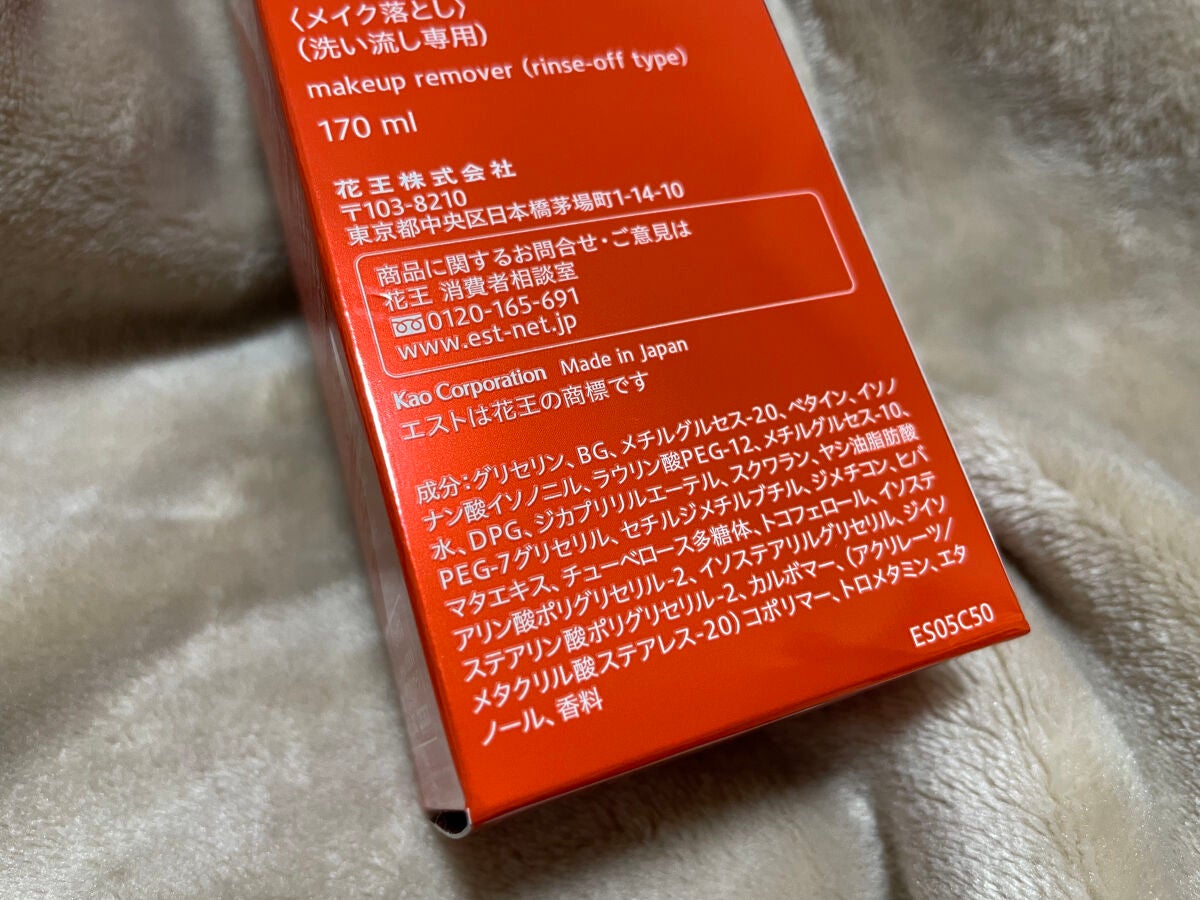 〈メイク落とし〉
(洗い流し専用)
makeup remover (rinse-off type)
170 ml
花王株式会社
〒103-8210
東京都中央区日本橋茅場町1-14-10
商品に関するお問合せ・ご意見は
花王 消費者相談室
0120-165-691
www.est-net.jp
Kao Corporation Made in Japan
エストは花王の商標です
成分:グリセリン、BG、メチルグルセス-20、ベタイン、イソノ
ナン酸イソノニル、ラウリン酸PEG-12、メチルグルセス-10、
水、DPG、ジカプリリルエーテル、スクワラン、ヤシ油脂肪酸
PEG-7グリセリル、セチルジメチルブチル、ジメチコン、ヒバ
マタエキス、チューベロース多糖体、トコフェロール、イソステ
アリン酸ポリグリセリル-2、イソステアリルグリセリル、ジイソ
ステアリン酸ポリグリセリル-2、カルボマー、(アクリレーツ/
メタクリル酸ステアレス-20)コポリマー、トロメタミン、エタ
ノール、香料
ES05C50